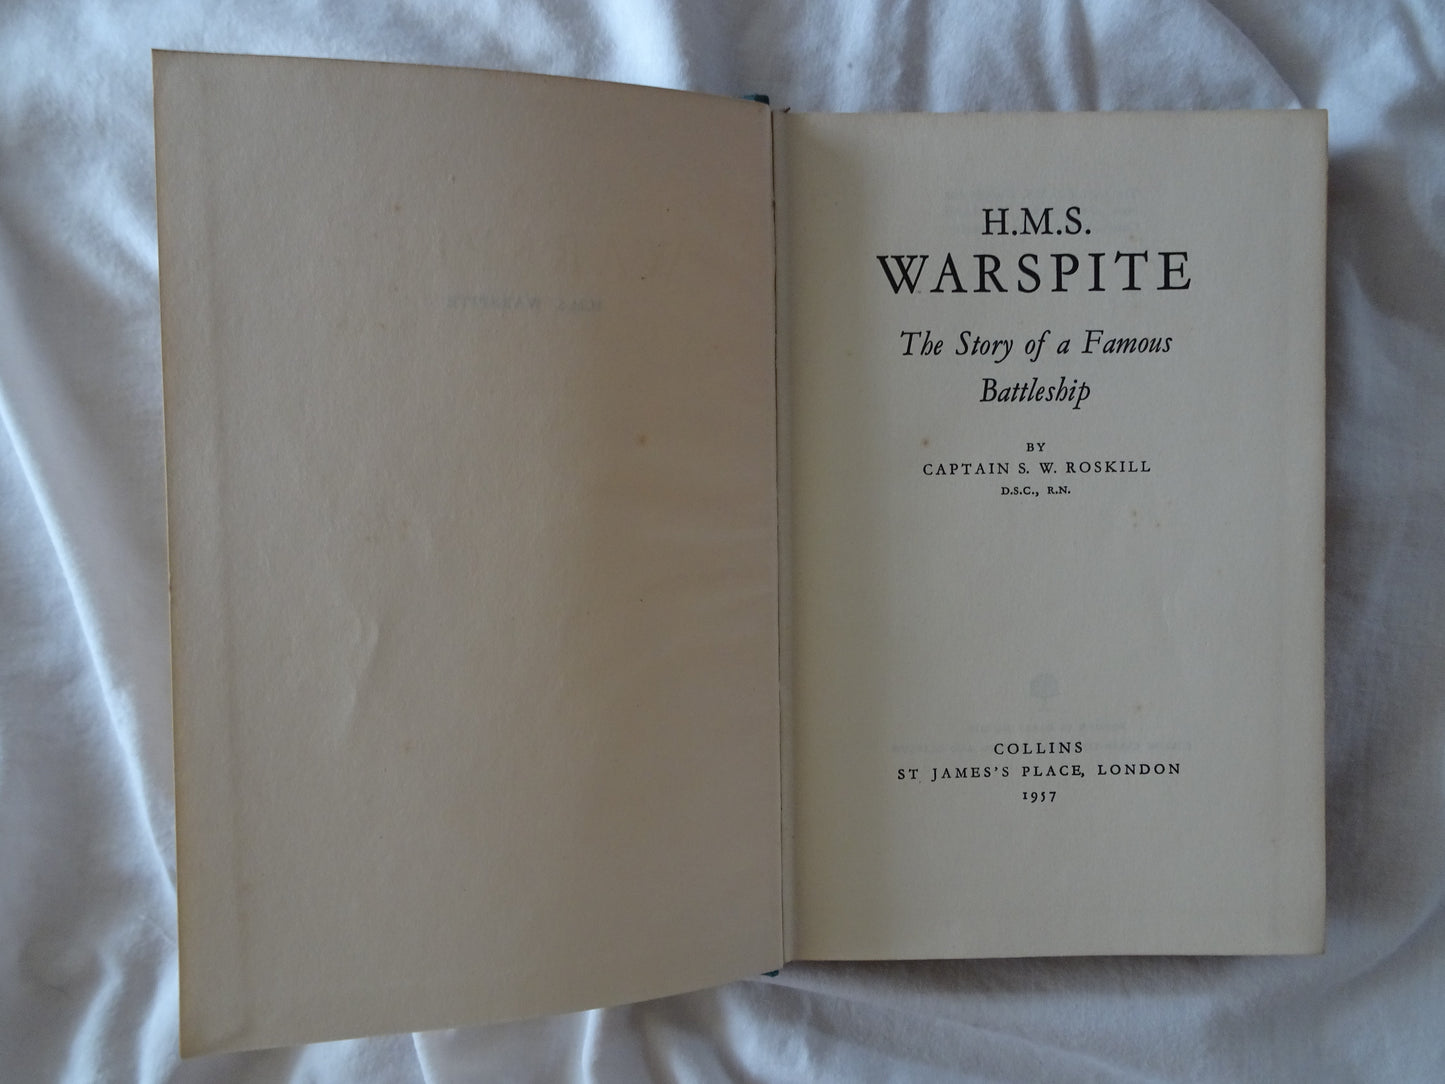 H.M.S.
WARSPITE
The Story of a Famous
Battleship
BY
CAPTAIN S. W. ROSKILL
D.S.C., R.N.
COLLINS
ST JAMES'S PLACE, LONDON
1957